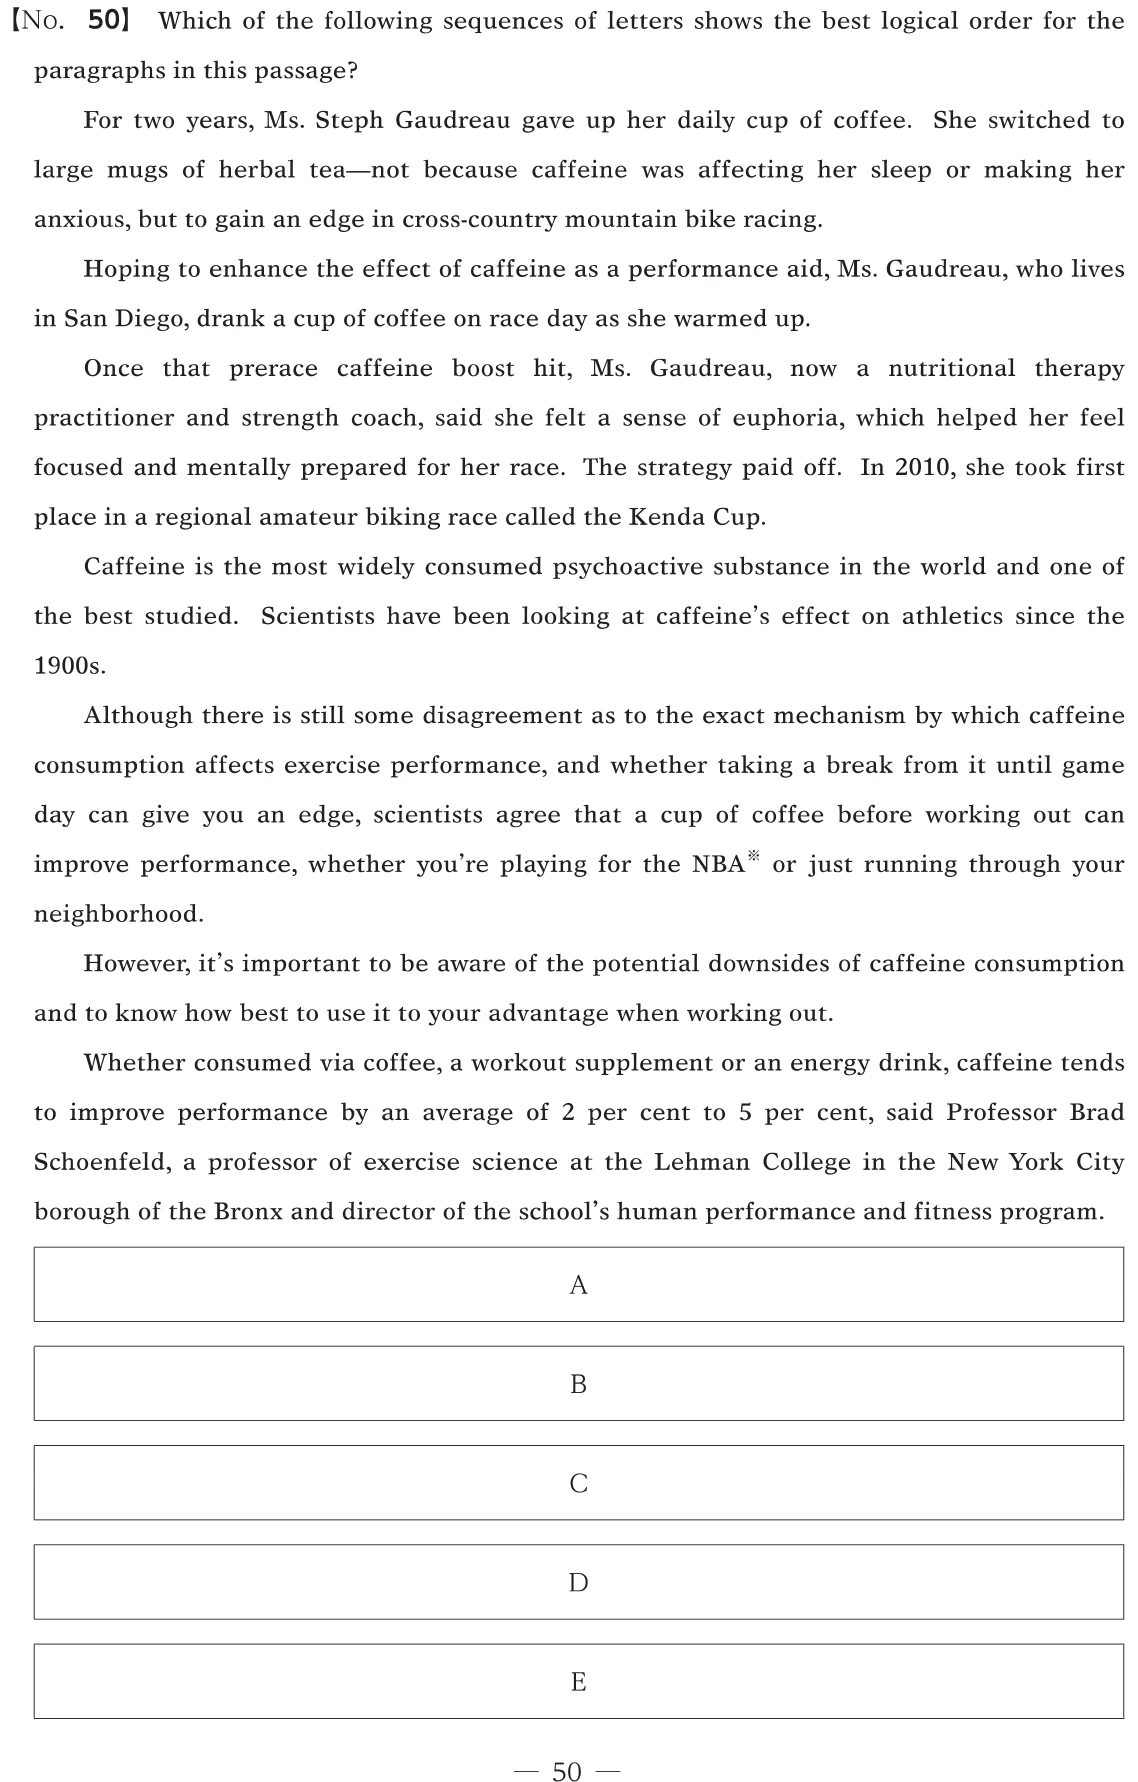 【No. 50】 Which of the following sequences of letters shows the best logical order for the
paragraphs in this passage?
For two years, Ms. Steph Gaudreau gave up her daily cup of coffee. She switched to
large mugs of herbal tea—not because caffeine was affecting her sleep or making her
anxious, but to gain an edge in cross-country mountain bike racing.
Hoping to enhance the effect of caffeine as a performance aid, Ms. Gaudreau, who lives
in San Diego, drank a cup of coffee on race day as she warmed up.
Once that prerace caffeine boost hit, Ms. Gaudreau, now a nutritional therapy
practitioner and strength coach, said she felt a sense of euphoria, which helped her feel
focused and mentally prepared for her race. The strategy paid off. In 2010, she took first
place in a regional amateur biking race called the Kenda Cup.
Caffeine is the most widely consumed psychoactive substance in the world and one of
the best studied. Scientists have been looking at caffeine’s effect on athletics since the
1900s.
Although there is still some disagreement as to the exact mechanism by which caffeine
consumption affects exercise performance, and whether taking a break from it until game
day can give you an edge, scientists agree that a cup of coffee before working out can
improve performance, whether you’re playing for the NBA※ or just running through your
neighborhood.
However, it’s important to be aware of the potential downsides of caffeine consumption
and to know how best to use it to your advantage when working out.
Whether consumed via coffee, a workout supplement or an energy drink, caffeine tends
to improve performance by an average of 2 per cent to 5 per cent, said Professor Brad
Schoenfeld, a professor of exercise science at the Lehman College in the New York City
borough of the Bronx and director of the school’s human performance and fitness program.
A
B
C
D
E
— 50 —